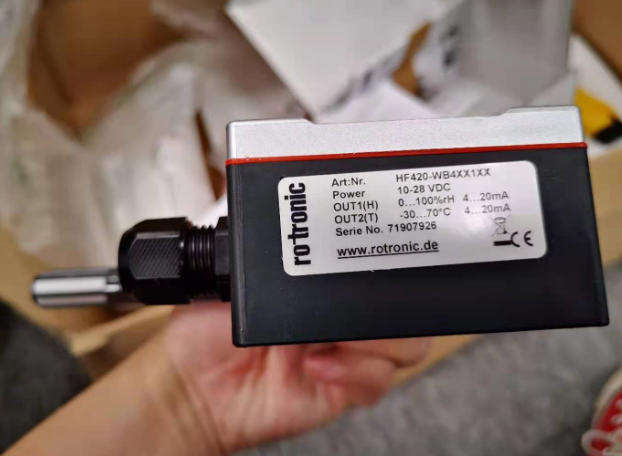 rotronic
Art:Nr. HF420-WB4XX1XX
Power 10-28 VDC
OUT1(H) 0...100%rH 4...20mA
OUT2(T) -30...70°C 4...20mA
Serie No. 71907926
www.rotronic.de
CE